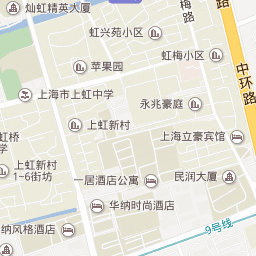 灿虹精英大厦
梅
路
虹兴苑小区
虹梅小区
中
环
路
苹果园
上海市上虹中学
永兆豪庭
虹桥
学
上虹新村
上海立豪宾馆
上虹新村
1~6街坊
一居酒店公寓
民润大厦
华纳时尚酒店
纳风格酒店
9号线